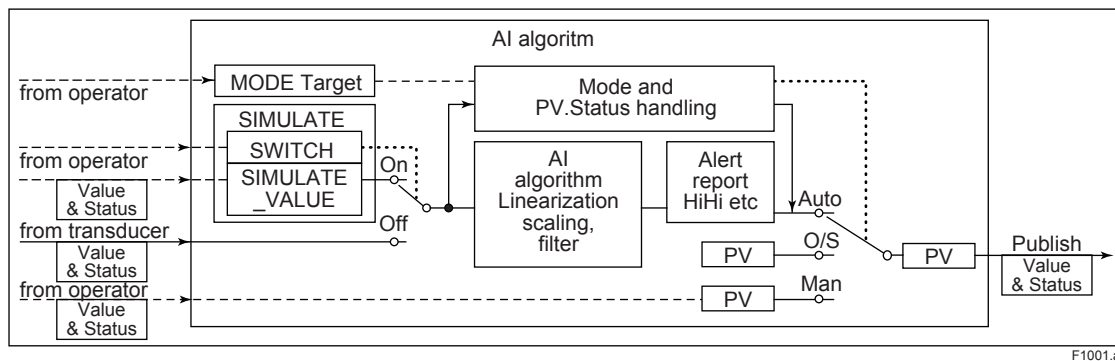 AI algoritm
from operator
MODE Target
Mode and
PV.Status handling
SIMULATE
from operator
SWITCH
SIMULATE
_VALUE
Value
& Status
On
AI
algorithm
Linearization
scaling,
filter
Alert
report
HiHi etc
Auto
from transducer
Value
& Status
Off
PV
O/S
PV
Publish
Value
& Status
from operator
Value
& Status
PV
Man
F1001.a